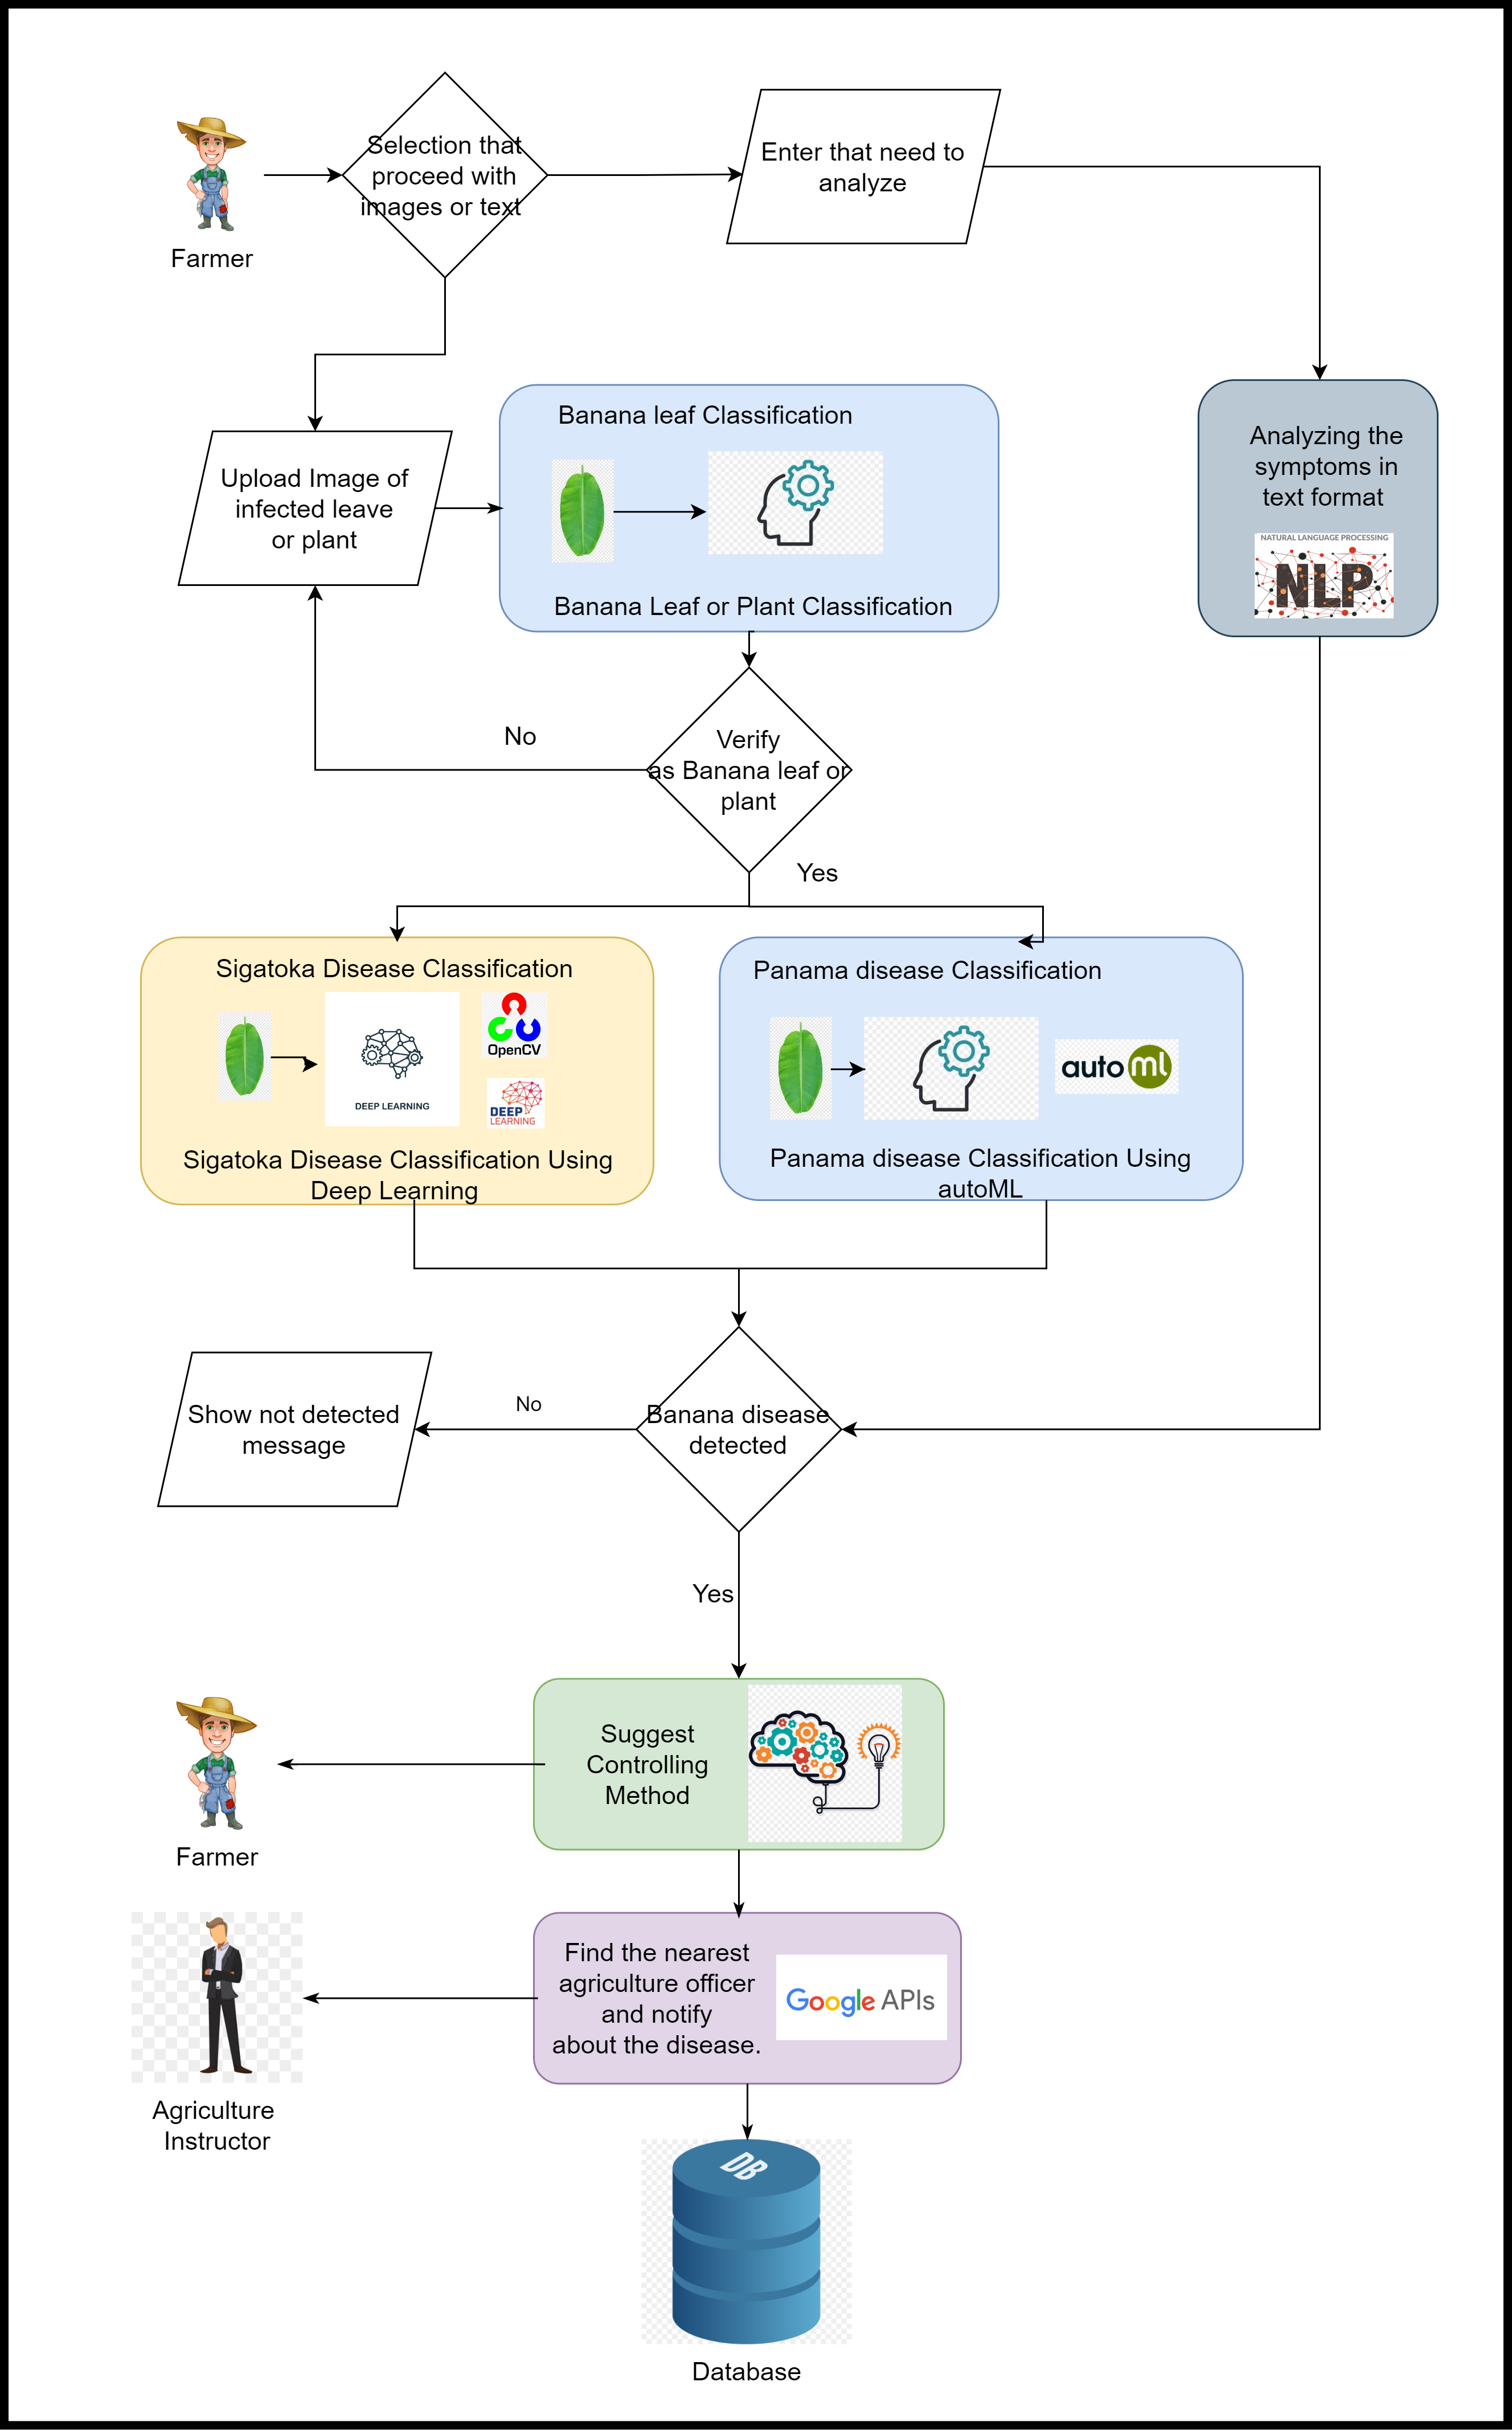 Selection that
proceed with
images or text
Enter that need to
analyze
Farmer
Banana leaf Classification
Analyzing the
symptoms in
text format
Upload Image of
infected leave
or plant
NATURAL LANGUAGE PROCESSING
NLP
Banana Leaf or Plant Classification
No
Verify
as Banana leaf or
plant
Yes
Sigatoka Disease Classification
OpenCV
DEEP LEARNING
DEEP
LEARNING
Sigatoka Disease Classification Using
Deep Learning
Panama disease Classification
auto ml
Panama disease Classification Using
autoML
Show not detected
message
No
Banana disease
detected
Yes
Suggest
Controlling
Method
Farmer
Find the nearest
agriculture officer
and notify
about the disease.
Google APIs
Agriculture
Instructor
DB
Database